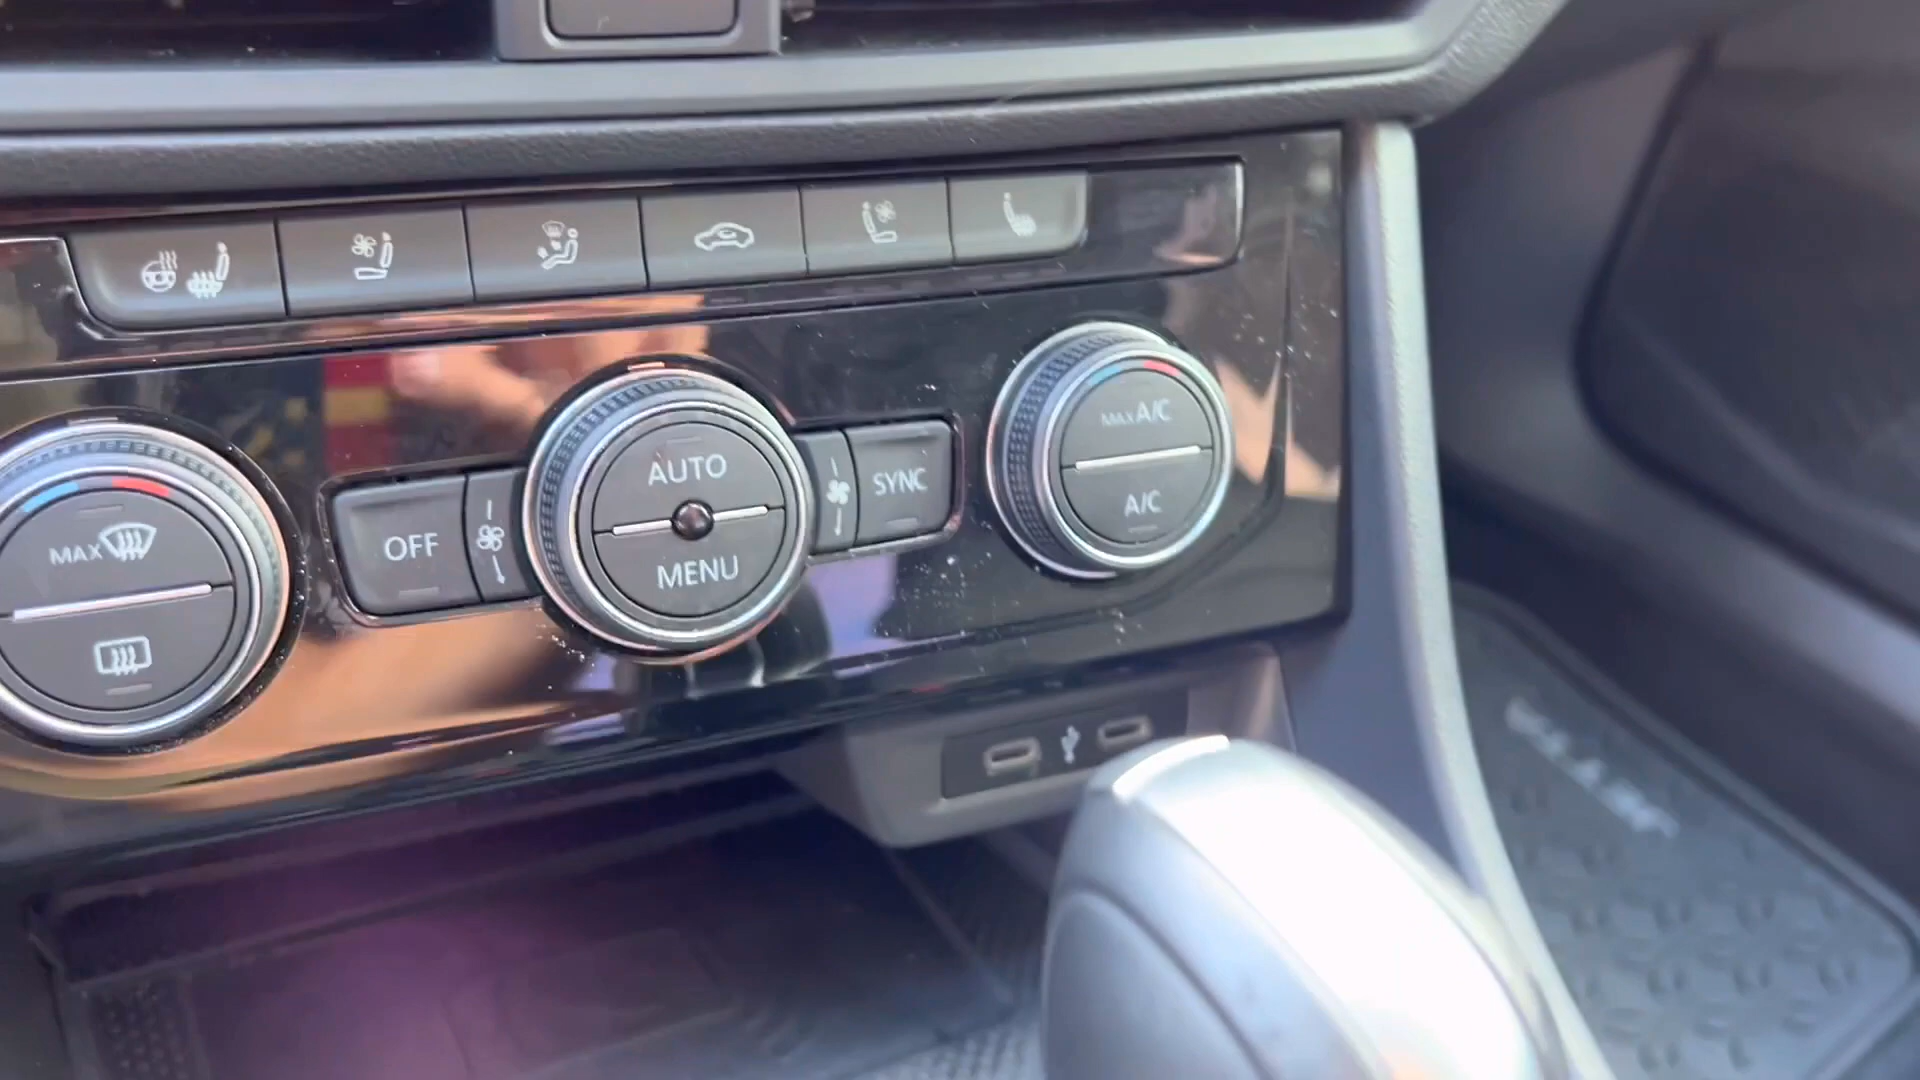 MAX
OFF
AUTO
MENU
SYNC
MAX A/C
A/C